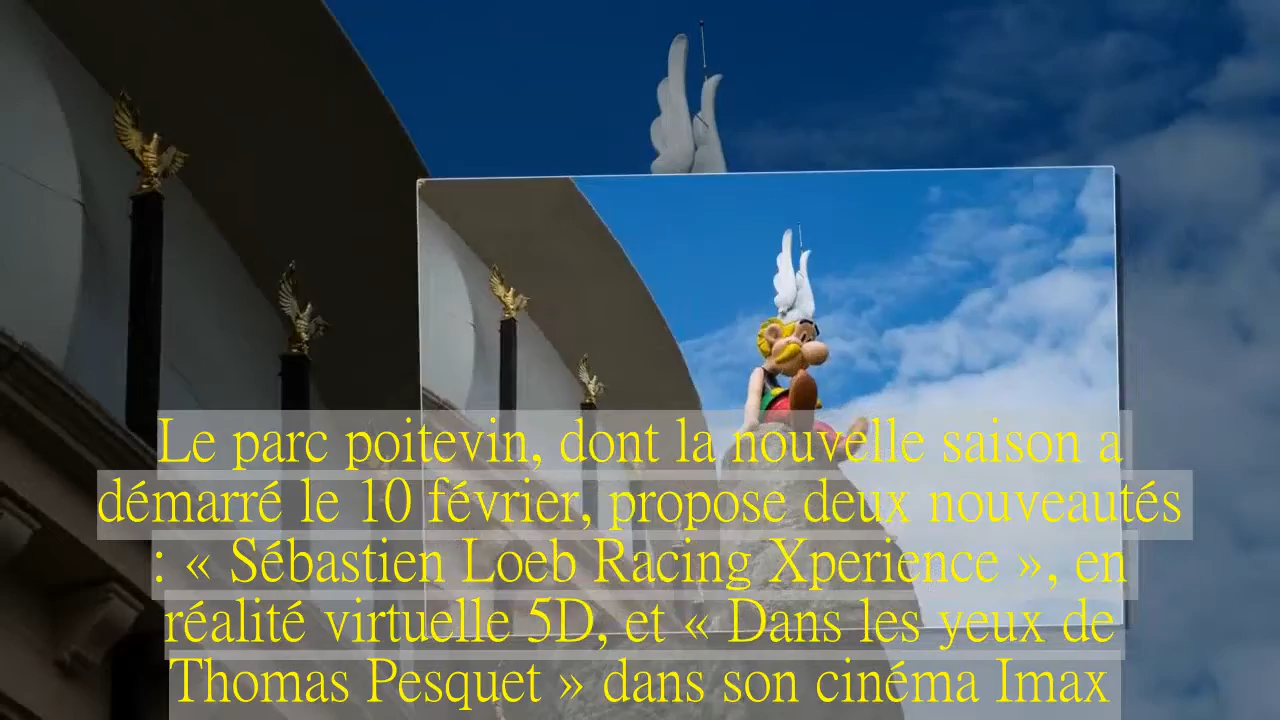 Le parc poitevin, dont la nouvelle saison a
démarré le 10 février, propose deux nouveautés
: « Sébastien Loeb Racing Xperience », en
réalité virtuelle 5D, et « Dans les yeux de
Thomas Pesquet » dans son cinéma Imax